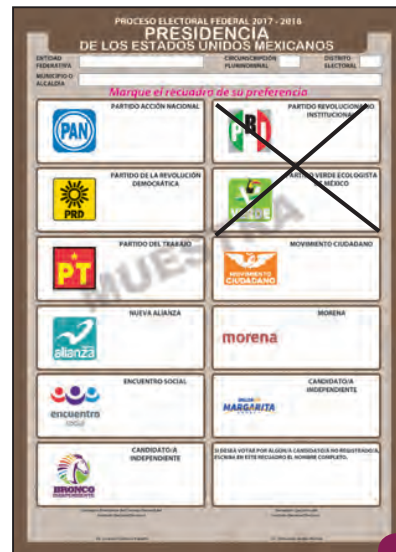 PROCESO ELECTORAL FEDERAL 2017 - 2018
PRESIDENCIA
DE LOS ESTADOS UNIDOS MEXICANOS
ENTIDAD FEDERATIVA
CIRCUNSCRIPCIÓN PLURINOMINAL
DISTRITO ELECTORAL
MUNICIPIO O ALCALDÍA
Marque el recuadro de su preferencia
PARTIDO ACCIÓN NACIONAL
PAN
PARTIDO REVOLUCIONARIO
INSTITUCIONAL
PRI
PARTIDO DE LA REVOLUCIÓN
DEMOCRÁTICA
PRD
PARTIDO VERDE ECOLOGISTA
DE MÉXICO
VERDE
MUESTRA
PARTIDO DEL TRABAJO
PT
MOVIMIENTO CIUDADANO
MOVIMIENTO
CIUDADANO
NUEVA ALIANZA
alianza
MORENA
morena
ENCUENTRO SOCIAL
encuentro
social
CANDIDATO/A
INDEPENDIENTE
MARGARITA
CANDIDATO/A
INDEPENDIENTE
BRONCO
INDEPENDIENTE
SI DESEA VOTAR POR ALGÚN/A CANDIDATO/A NO REGISTRADO/A,
ESCRIBA EN ESTE RECUADRO EL NOMBRE COMPLETO.